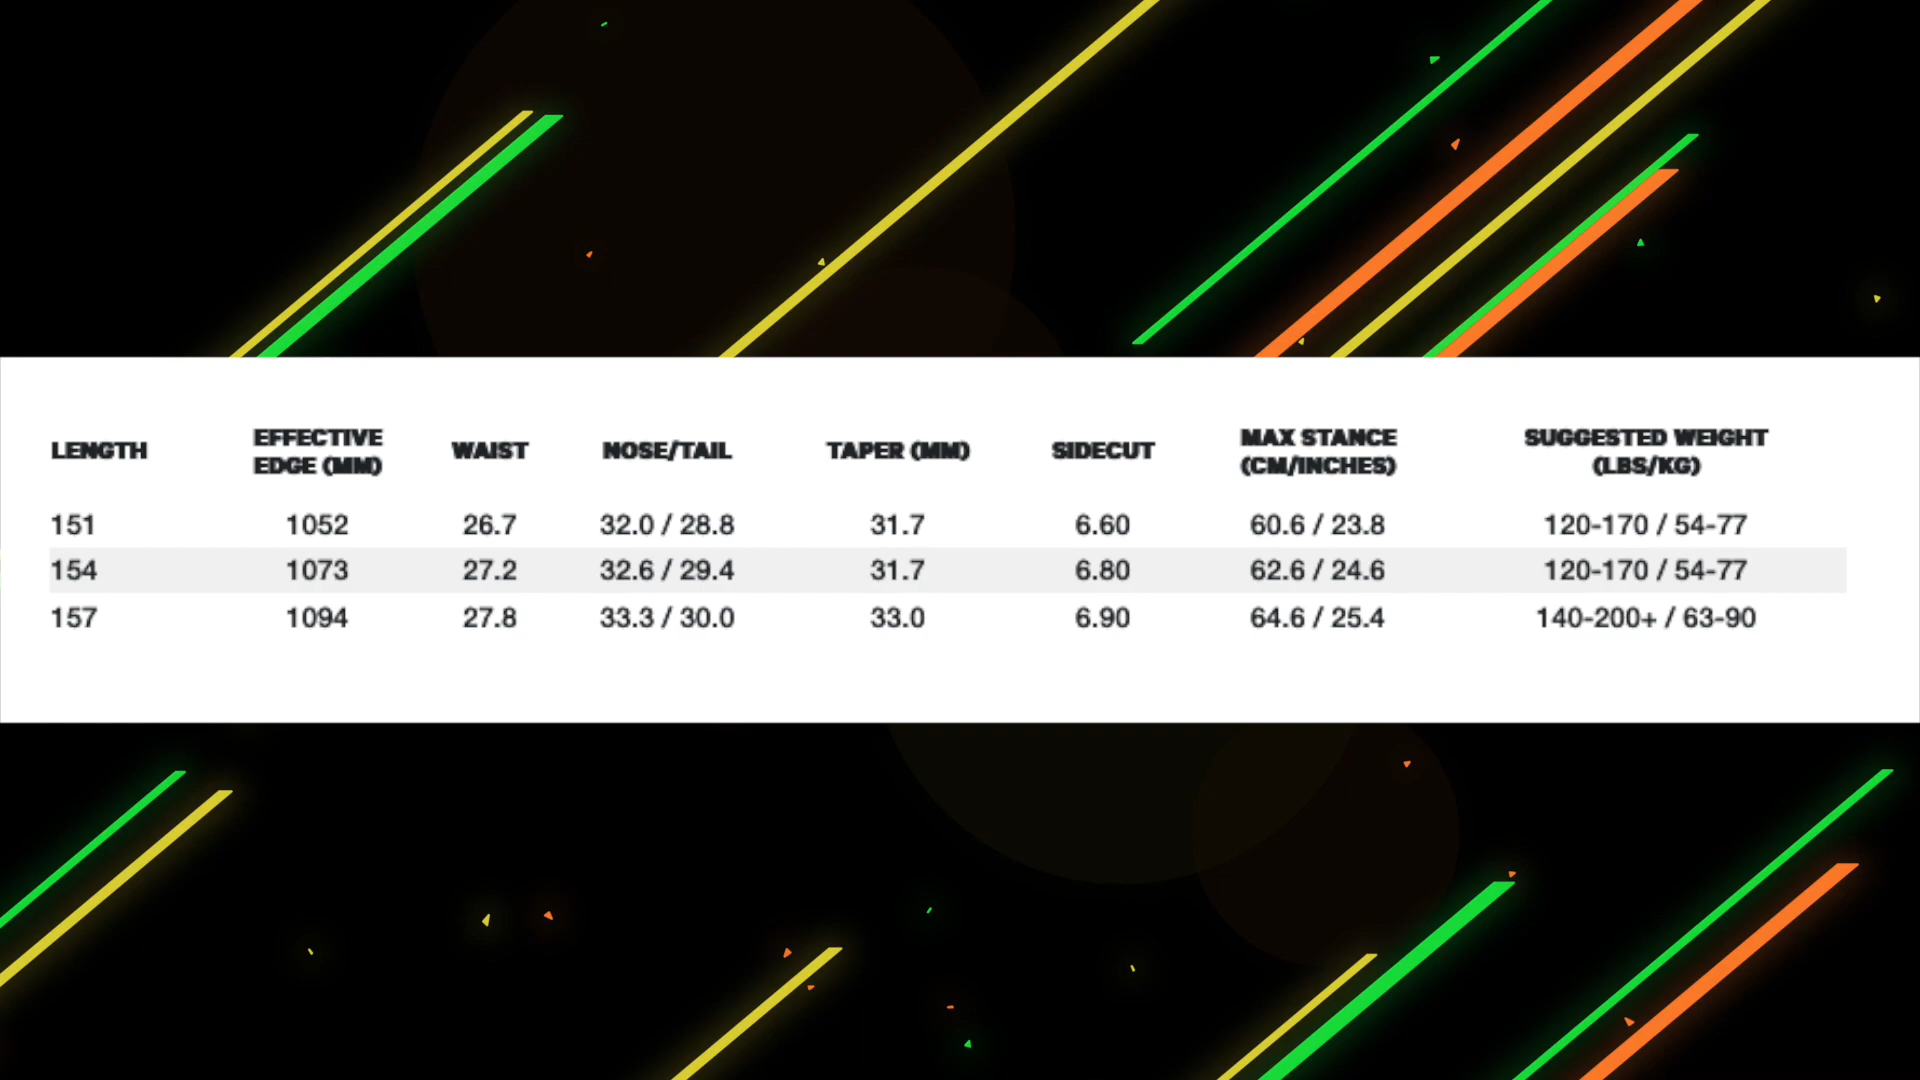 LENGTH EFFECTIVE EDGE (MM) WAIST NOSE/TAIL TAPER (MM) SIDECUT MAX STANCE (CM/INCHES) SUGGESTED WEIGHT (LBS/KG)
151 1052 26.7 32.0 / 28.8 31.7 6.60 60.6 / 23.8 120-170 / 54-77
154 1073 27.2 32.6 / 29.4 31.7 6.80 62.6 / 24.6 120-170 / 54-77
157 1094 27.8 33.3 / 30.0 33.0 6.90 64.6 / 25.4 140-200+ / 63-90